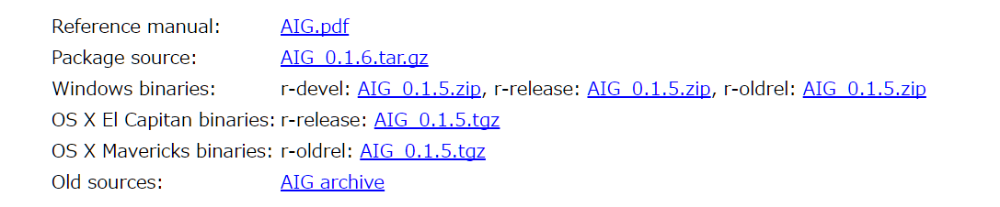 Reference manual: AIG.pdf
Package source: AIG_0.1.6.tar.gz
Windows binaries: r-devel: AIG_0.1.5.zip, r-release: AIG_0.1.5.zip, r-oldrel: AIG_0.1.5.zip
OS X El Capitan binaries: r-release: AIG_0.1.5.tgz
OS X Mavericks binaries: r-oldrel: AIG_0.1.5.tgz
Old sources: AIG archive